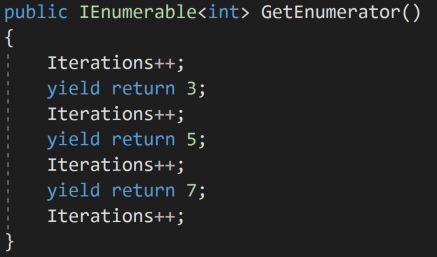 public IEnumerable<int> GetEnumerator()
{
    Iterations++;
    yield return 3;
    Iterations++;
    yield return 5;
    Iterations++;
    yield return 7;
    Iterations++;
}